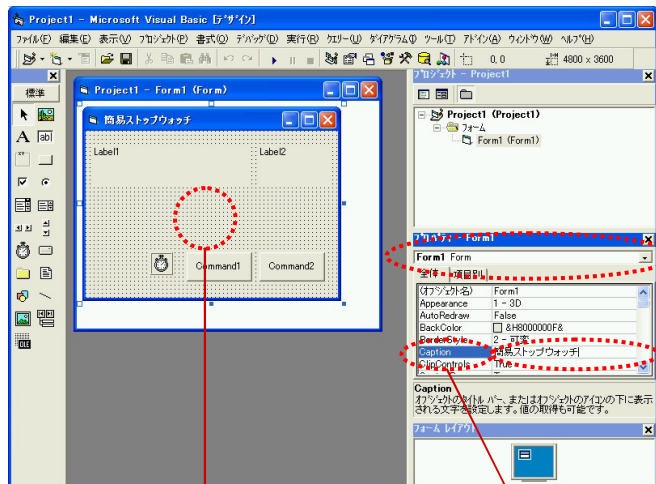 Project1 - Microsoft Visual Basic [ﾃﾞｻﾞｲﾝ]
ﾌｧｲﾙ(F) 編集(E) 表示(V) ﾌﾟﾛｼﾞｪｸﾄ(P) 書式(O) ﾃﾞﾊﾞｯｸﾞ(D) 実行(R) ｸｴﾘｰ(U) ﾀﾞｲｱｸﾞﾗﾑ(I) ﾂｰﾙ(T) ｱﾄﾞｲﾝ(A) ｳｨﾝﾄﾞｳ(W) ﾍﾙﾌﾟ(H)
0, 0 4800 x 3600
標準
A
ab
OLE
Project1 - Form1 (Form)
簡易ストップウォッチ
Label1 Label2
Command1 Command2
ﾌﾟﾛｼﾞｪｸﾄ - Project1
Project1 (Project1)
ﾌｫｰﾑ
Form1 (Form1)
ﾌﾟﾛﾊﾟﾃｨ - Form1
Form1 Form
全体 項目別
(ｵﾌﾞｼﾞｪｸﾄ名) Form1
Appearance 1 - 3D
AutoRedraw False
BackColor &H8000000F&
BorderStyle 2 - 可変
Caption 簡易ストップウォッチ
ClipControls True
Caption
ｵﾌﾞｼﾞｪｸﾄのﾀｲﾄﾙ ﾊﾞｰ、またはｵﾌﾞｼﾞｪｸﾄのｱｲｺﾝの下に表示
される文字を設定します。値の取得も可能です。
ﾌｫｰﾑ ﾚｲｱｳﾄ